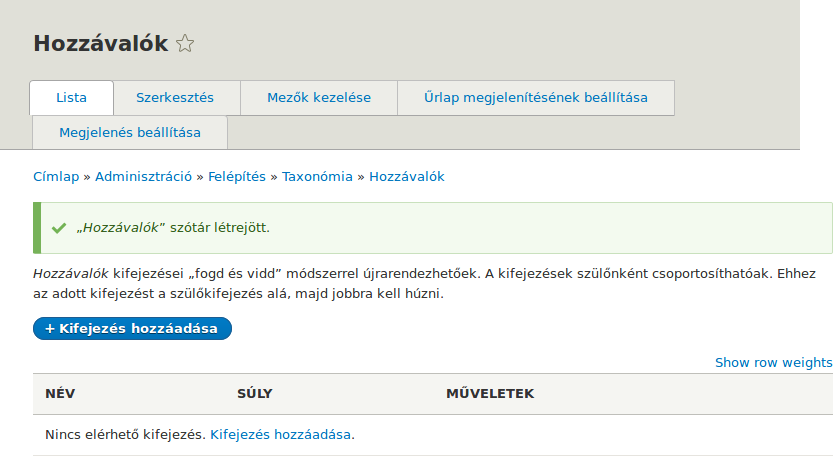 Hozzávalók
Lista Szerkesztés Mezők kezelése Űrlap megjelenítésének beállítása
Megjelenés beállítása
Címlap » Adminisztráció » Felépítés » Taxonómia » Hozzávalók
„Hozzávalók” szótár létrejött.
Hozzávalók kifejezései „fogd és vidd” módszerrel újrarendezhetőek. A kifejezések szülőnként csoportosíthatóak. Ehhez
az adott kifejezést a szülőkifejezés alá, majd jobbra kell húzni.
+ Kifejezés hozzáadása
Show row weights
NÉV SÚLY MŰVELETEK
Nincs elérhető kifejezés. Kifejezés hozzáadása.